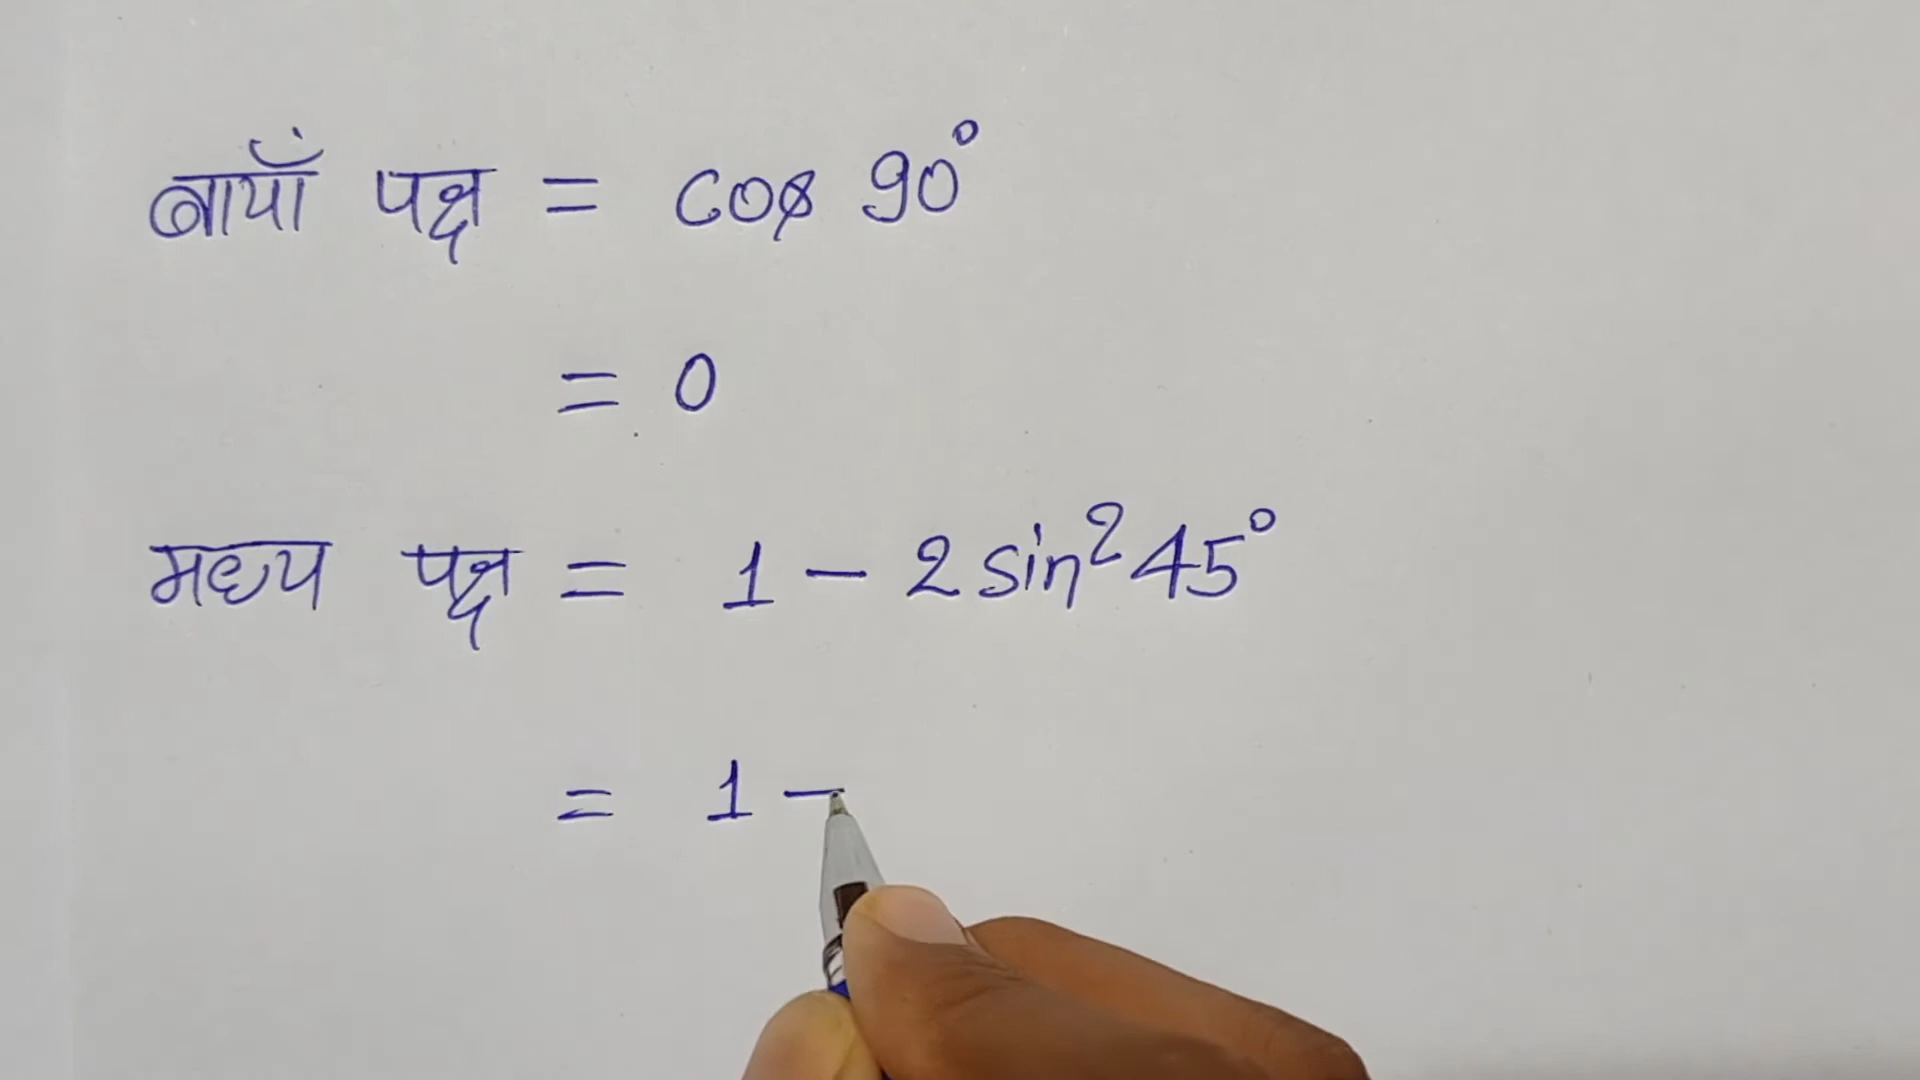 बायाँ पक्ष = cos 90°
= 0
मध्य पक्ष = 1 - 2 sin² 45°
= 1 -